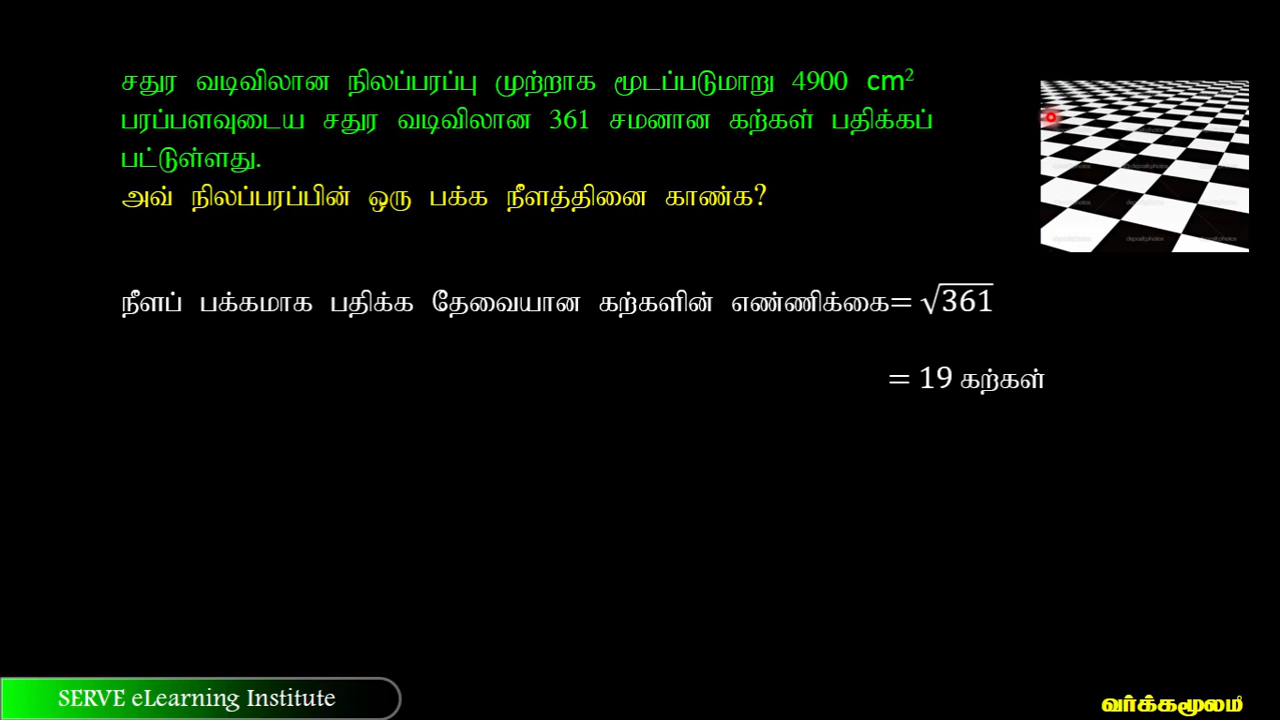 சதுர வடிவிலான நிலப்பரப்பு முற்றாக மூடப்படுமாறு 4900 cm²
பரப்பளவுடைய சதுர வடிவிலான 361 சமனான கற்கள் பதிக்கப்
பட்டுள்ளது.
அவ் நிலப்பரப்பின் ஒரு பக்க நீளத்தினை காண்க?
நீளப் பக்கமாக பதிக்க தேவையான கற்களின் எண்ணிக்கை= √361
= 19 கற்கள்
SERVE eLearning Institute
வர்க்கமூலம்